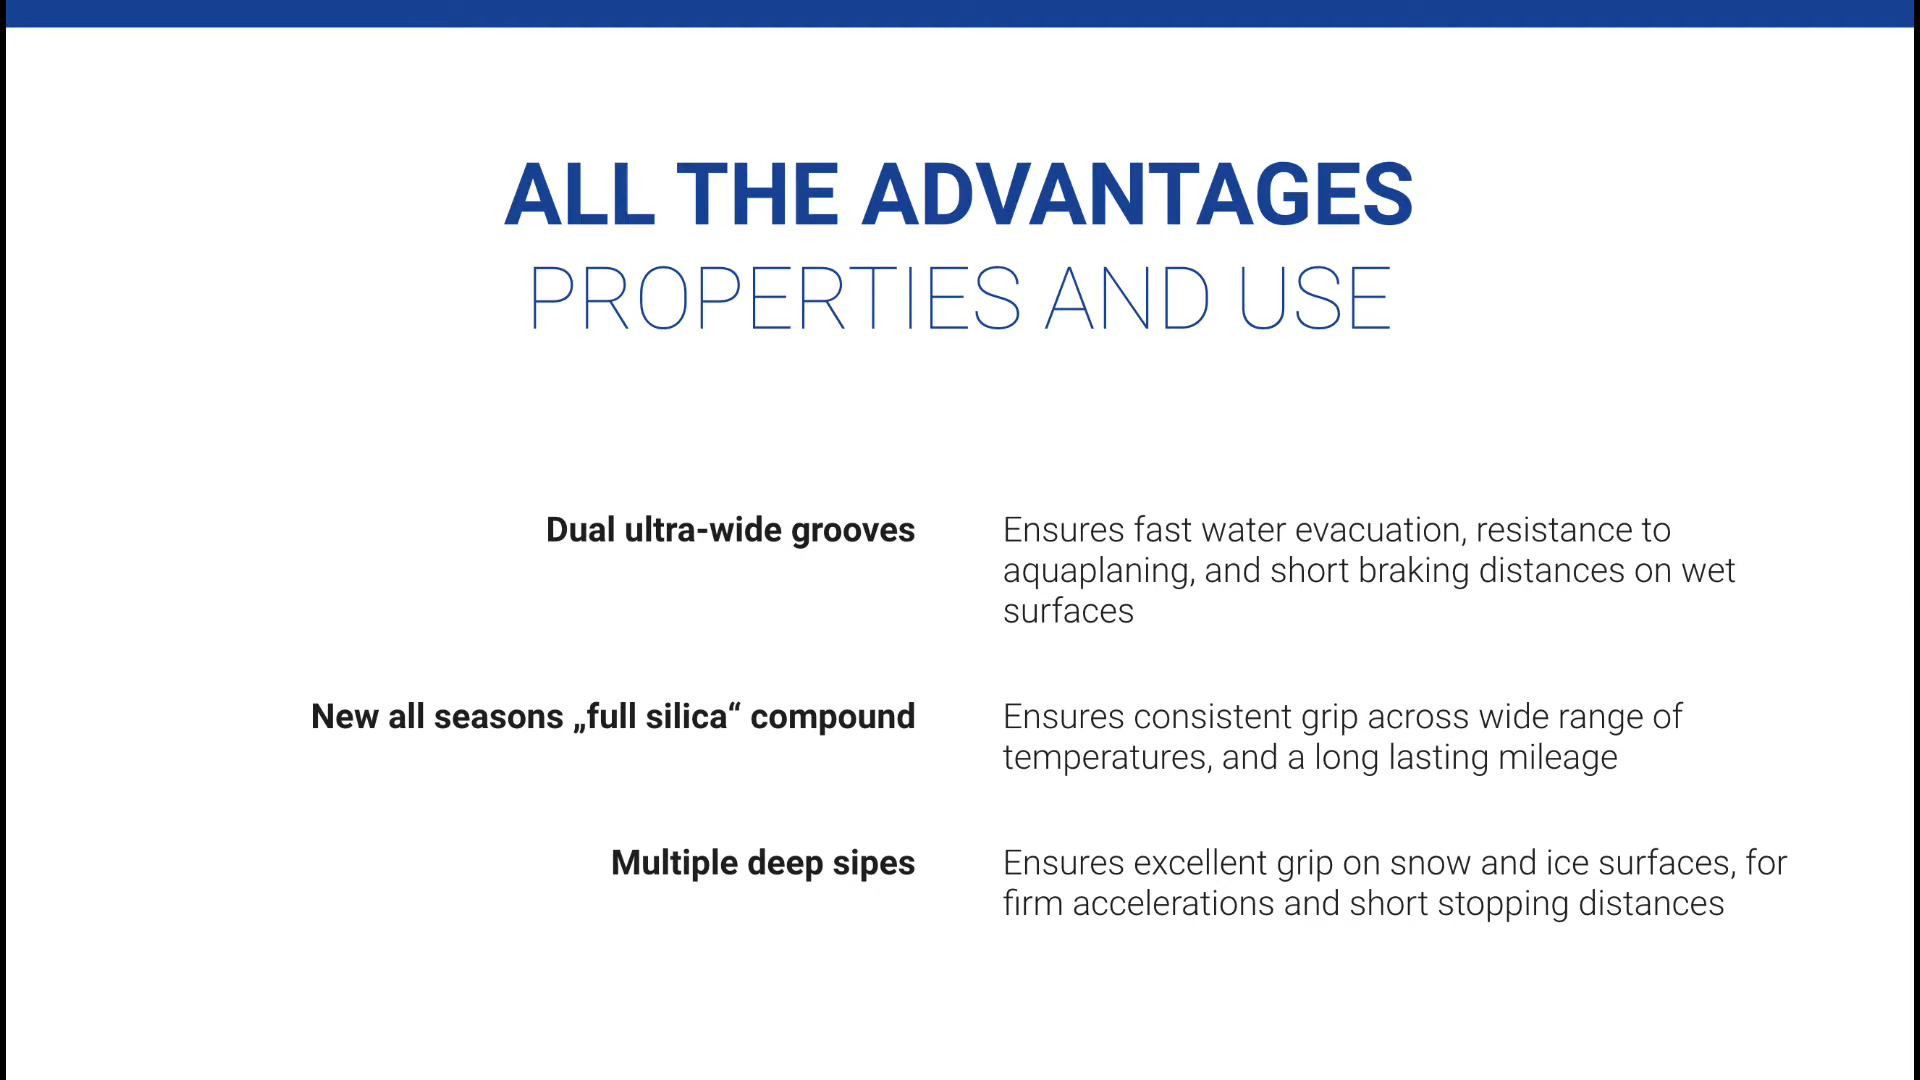 ALL THE ADVANTAGES
PROPERTIES AND USE
Dual ultra-wide grooves
Ensures fast water evacuation, resistance to
aquaplaning, and short braking distances on wet
surfaces
New all seasons „full silica“ compound
Ensures consistent grip across wide range of
temperatures, and a long lasting mileage
Multiple deep sipes
Ensures excellent grip on snow and ice surfaces, for
firm accelerations and short stopping distances